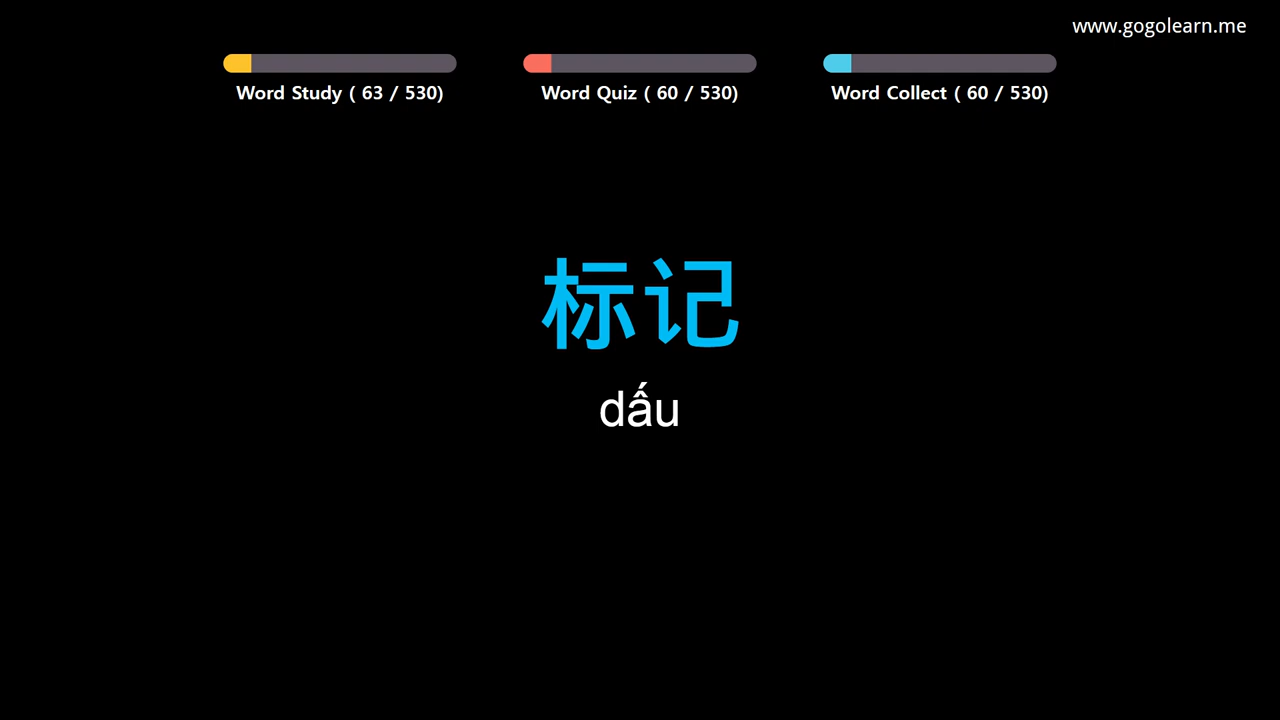 www.gogolearn.me
Word Study ( 63 / 530)
Word Quiz ( 60 / 530)
Word Collect ( 60 / 530)
标记
dấu